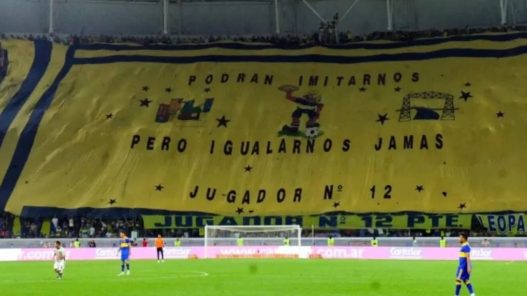 PODRAN IMITARNOS
PERO IGUALARNOS JAMAS
JUGADOR Nº 12
JUGADOR Nº 12 PTE.